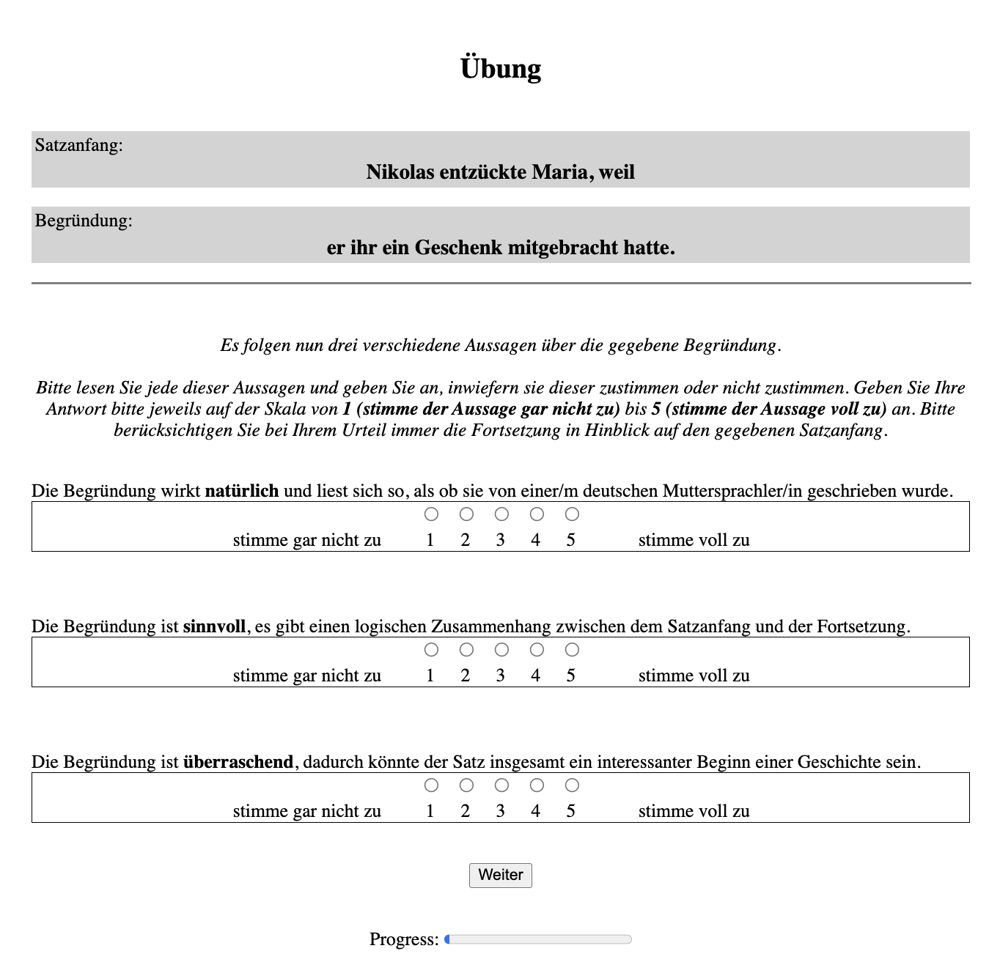 Übung
Satzanfang:
Nikolas entzückte Maria, weil
Begründung:
er ihr ein Geschenk mitgebracht hatte.
Es folgen nun drei verschiedene Aussagen über die gegebene Begründung.
Bitte lesen Sie jede dieser Aussagen und geben Sie an, inwiefern sie dieser zustimmen oder nicht zustimmen. Geben Sie Ihre
Antwort bitte jeweils auf der Skala von 1 (stimme der Aussage gar nicht zu) bis 5 (stimme der Aussage voll zu) an. Bitte
berücksichtigen Sie bei Ihrem Urteil immer die Fortsetzung in Hinblick auf den gegebenen Satzanfang.
Die Begründung wirkt natürlich und liest sich so, als ob sie von einer/m deutschen Muttersprachler/in geschrieben wurde.
stimme gar nicht zu 1 2 3 4 5 stimme voll zu
Die Begründung ist sinnvoll, es gibt einen logischen Zusammenhang zwischen dem Satzanfang und der Fortsetzung.
stimme gar nicht zu 1 2 3 4 5 stimme voll zu
Die Begründung ist überraschend, dadurch könnte der Satz insgesamt ein interessanter Beginn einer Geschichte sein.
stimme gar nicht zu 1 2 3 4 5 stimme voll zu
Weiter
Progress: